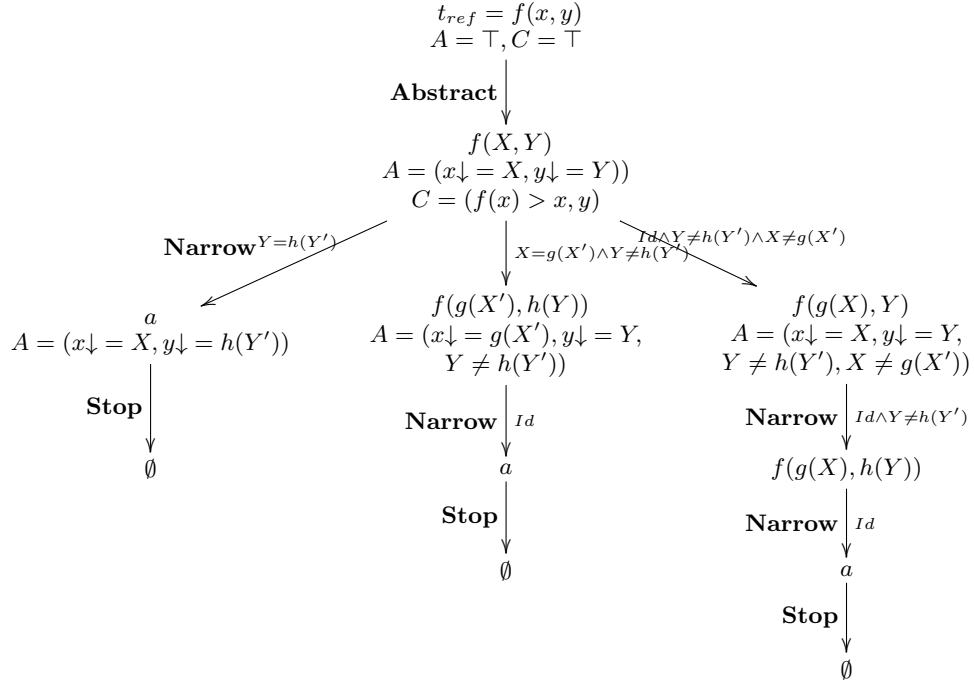 t_{ref} = f(x, y)
A = ⊤, C = ⊤
Abstract
f(X, Y)
A = (x↓ = X, y↓ = Y))
C = (f(x) > x, y)
Narrow Y=h(Y′)
X=g(X′)∧Y≠h(Y′)
Id∧Y≠h(Y′)∧X≠g(X′)
a
A = (x↓ = X, y↓ = h(Y′))
Stop
∅
f(g(X′), h(Y))
A = (x↓ = g(X′), y↓ = Y,
Y ≠ h(Y′))
Narrow Id
a
Stop
∅
f(g(X), Y)
A = (x↓ = X, y↓ = Y,
Y ≠ h(Y′), X ≠ g(X′))
Narrow Id∧Y≠h(Y′)
f(g(X), h(Y))
Narrow Id
a
Stop
∅